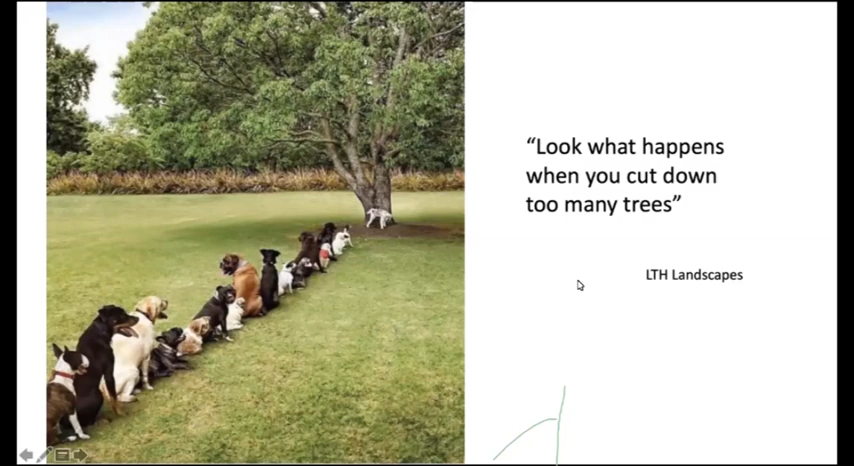 “Look what happens
when you cut down
too many trees”
LTH Landscapes